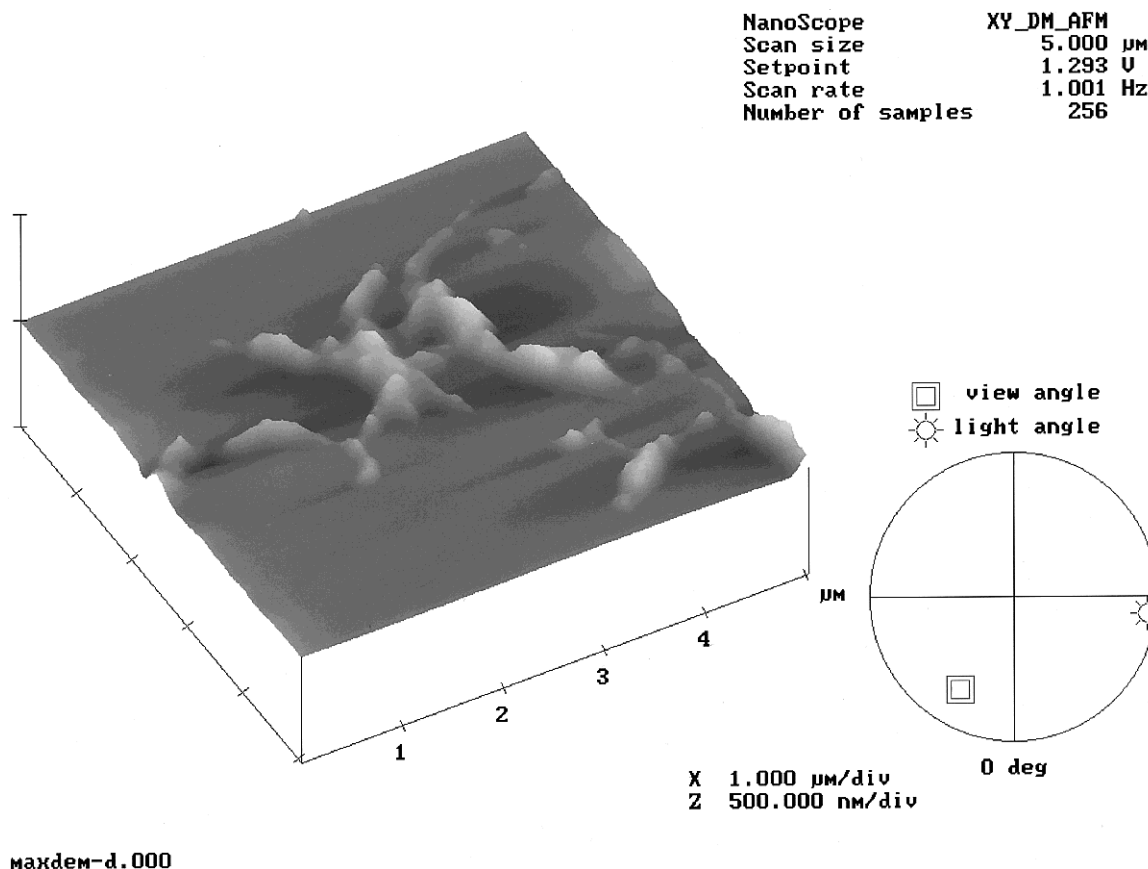 NanoScope XY_DM_AFM
Scan size 5.000 µm
Setpoint 1.293 V
Scan rate 1.001 Hz
Number of samples 256
view angle
light angle
µm
4
3
2
1
0 deg
X 1.000 µm/div
Z 500.000 nm/div
maxdem-d.000